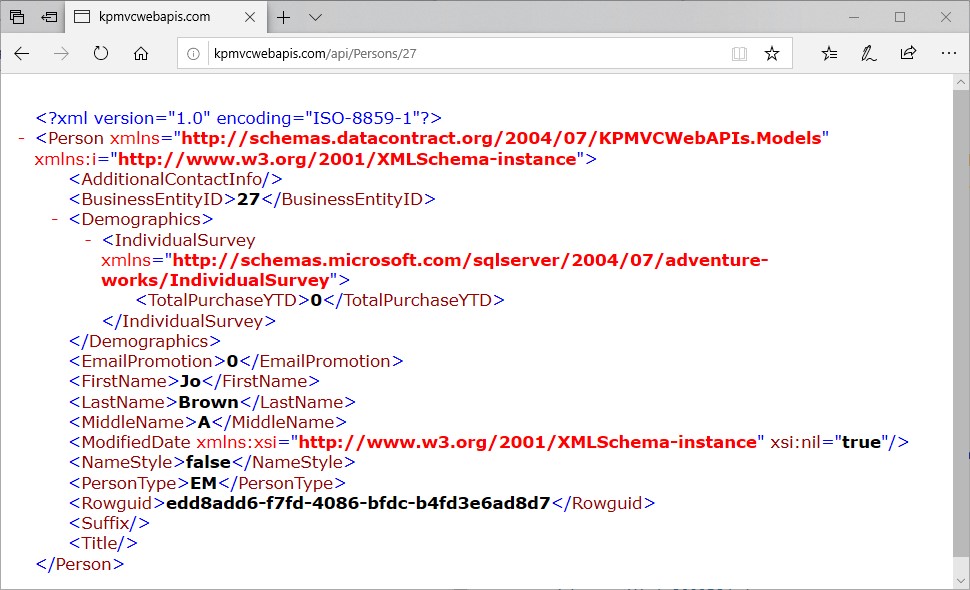 kpmvcwebapis.com
kpmvcwebapis.com/api/Persons/27
<?xml version="1.0" encoding="ISO-8859-1"?>
- <Person xmlns="http://schemas.datacontract.org/2004/07/KPMVCWebAPIs.Models"
xmlns:i="http://www.w3.org/2001/XMLSchema-instance">
<AdditionalContactInfo/>
<BusinessEntityID>27</BusinessEntityID>
- <Demographics>
- <IndividualSurvey
xmlns="http://schemas.microsoft.com/sqlserver/2004/07/adventure-
works/IndividualSurvey">
<TotalPurchaseYTD>0</TotalPurchaseYTD>
</IndividualSurvey>
</Demographics>
<EmailPromotion>0</EmailPromotion>
<FirstName>Jo</FirstName>
<LastName>Brown</LastName>
<MiddleName>A</MiddleName>
<ModifiedDate xmlns:xsi="http://www.w3.org/2001/XMLSchema-instance" xsi:nil="true"/>
<NameStyle>false</NameStyle>
<PersonType>EM</PersonType>
<Rowguid>edd8add6-f7fd-4086-bfdc-b4fd3e6ad8d7</Rowguid>
<Suffix/>
<Title/>
</Person>